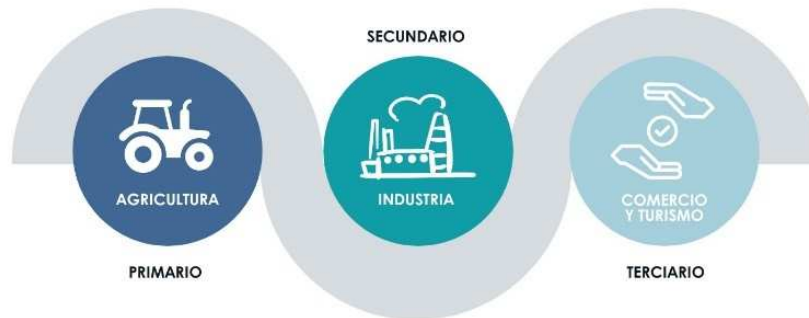 SECUNDARIO
AGRICULTURA
INDUSTRIA
COMERCIO
Y TURISMO
PRIMARIO
TERCIARIO